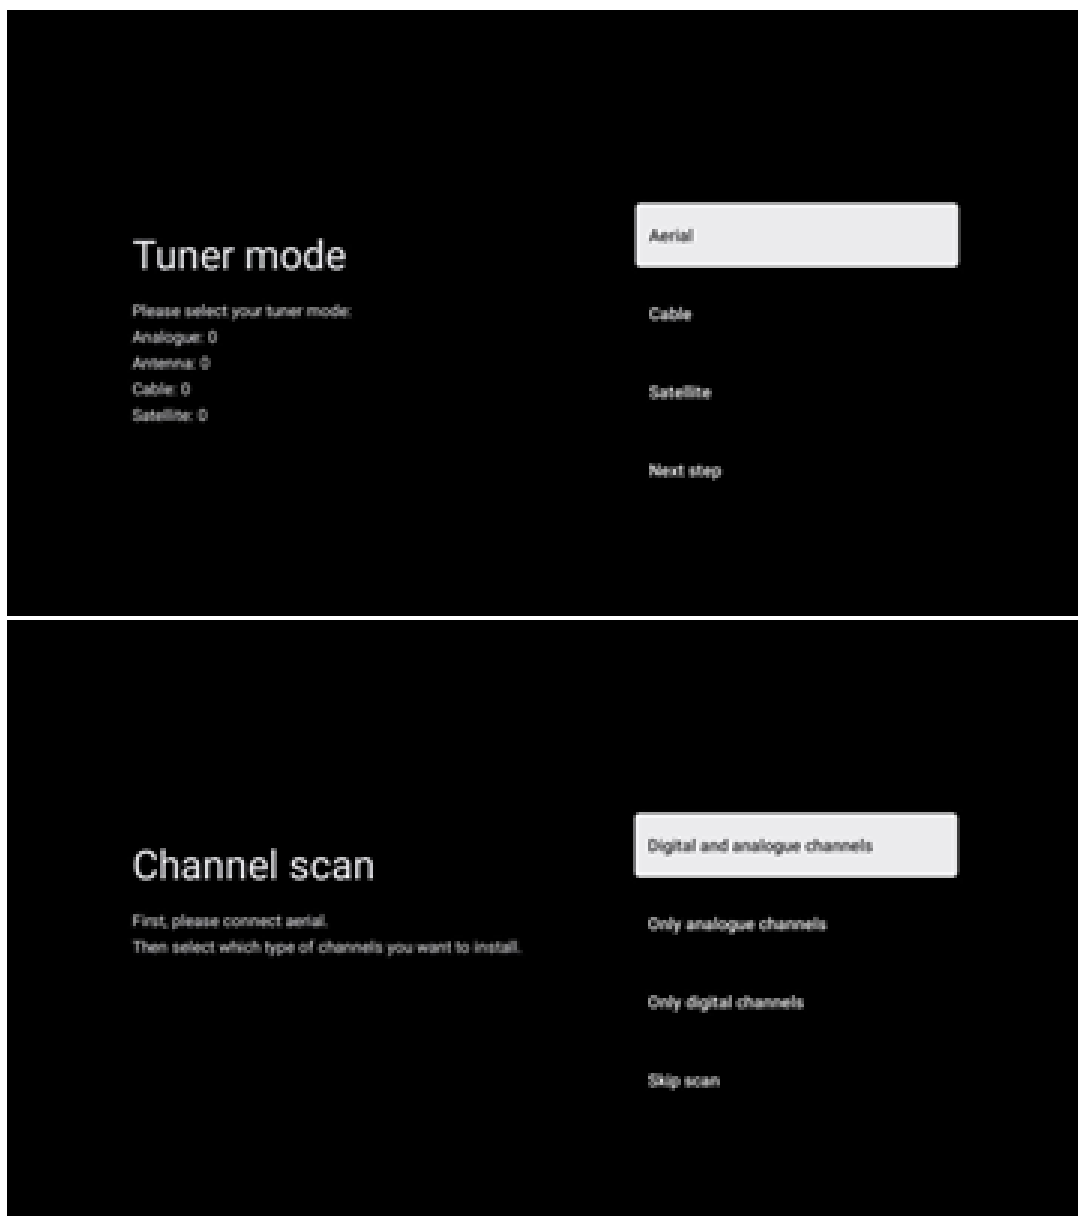 Tuner mode
Please select your tuner mode:
Analogue: 0
Antenna: 0
Cable: 0
Satellite: 0
Aerial
Cable
Satellite
Next step
Channel scan
First, please connect aerial.
Then select which type of channels you want to install.
Digital and analogue channels
Only analogue channels
Only digital channels
Skip scan